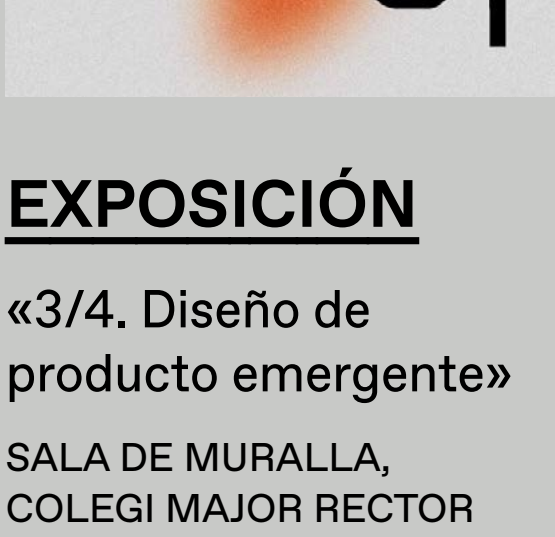 EXPOSICIÓN
«3/4. Diseño de
producto emergente»
SALA DE MURALLA,
COLEGI MAJOR RECTOR